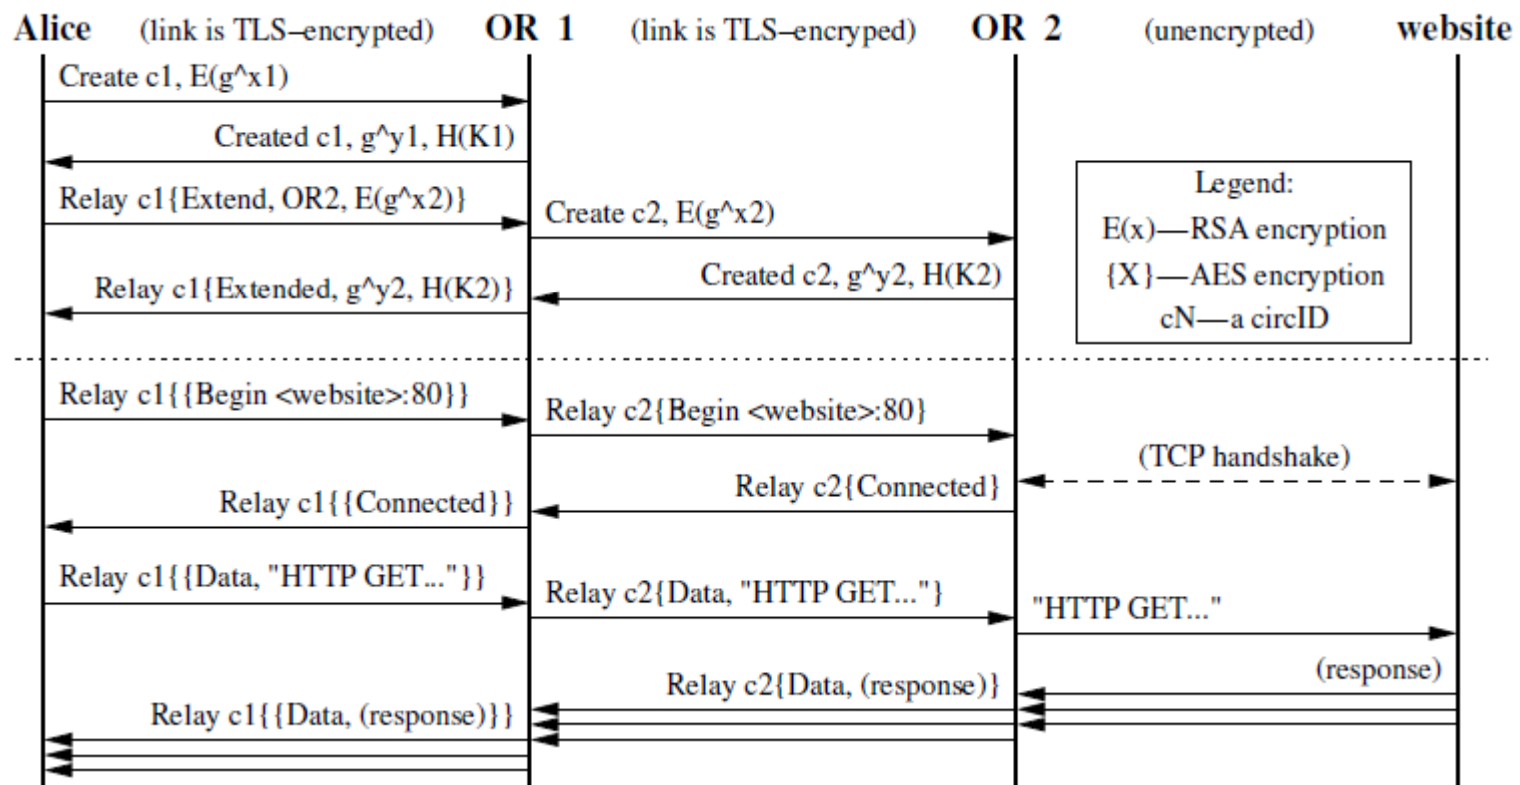 Alice (link is TLS–encrypted) OR 1 (link is TLS–encryped) OR 2 (unencrypted) website
Create c1, E(g^x1)
Created c1, g^y1, H(K1)
Relay c1{Extend, OR2, E(g^x2)}
Create c2, E(g^x2)
Created c2, g^y2, H(K2)
Relay c1{Extended, g^y2, H(K2)}
Legend:
E(x)—RSA encryption
{X}—AES encryption
cN—a circID
Relay c1{{Begin <website>:80}}
Relay c2{Begin <website>:80}
(TCP handshake)
Relay c2{Connected}
Relay c1{{Connected}}
Relay c1{{Data, "HTTP GET..."}}
Relay c2{Data, "HTTP GET..."}
"HTTP GET..."
(response)
Relay c2{Data, (response)}
Relay c1{{Data, (response)}}